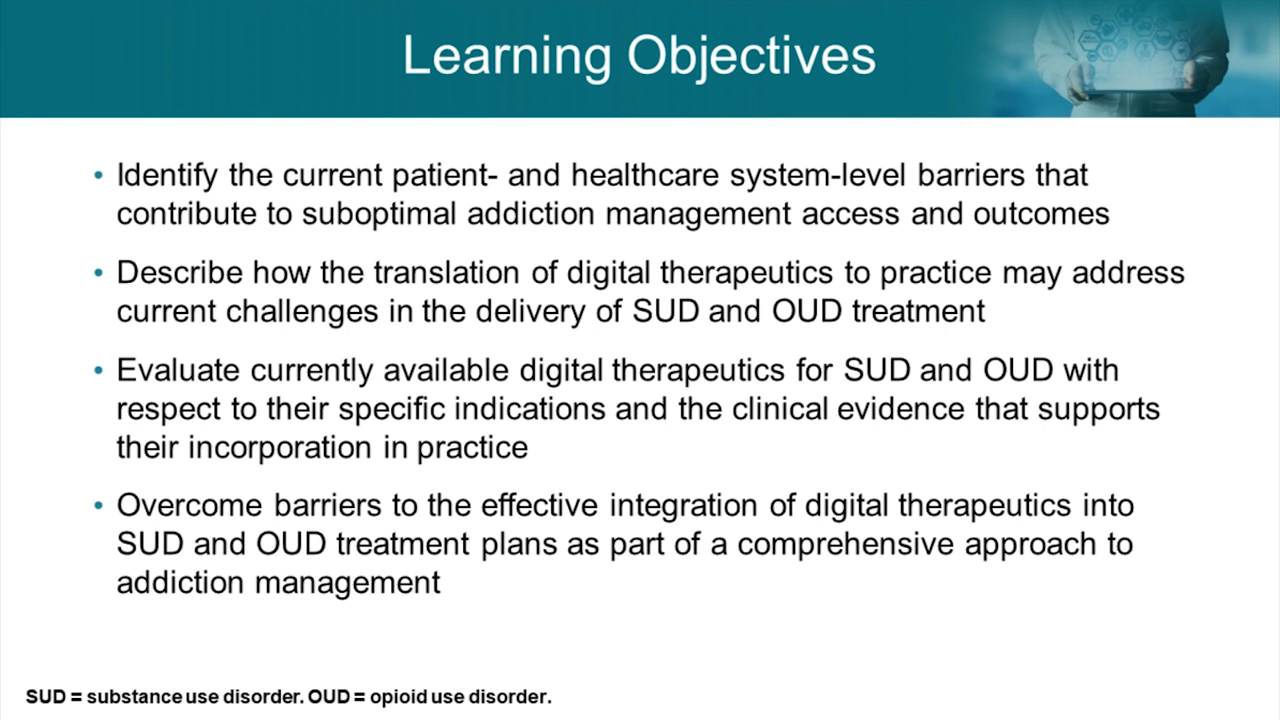 Learning Objectives
• Identify the current patient- and healthcare system-level barriers that
contribute to suboptimal addiction management access and outcomes
• Describe how the translation of digital therapeutics to practice may address
current challenges in the delivery of SUD and OUD treatment
• Evaluate currently available digital therapeutics for SUD and OUD with
respect to their specific indications and the clinical evidence that supports
their incorporation in practice
• Overcome barriers to the effective integration of digital therapeutics into
SUD and OUD treatment plans as part of a comprehensive approach to
addiction management
SUD = substance use disorder. OUD = opioid use disorder.